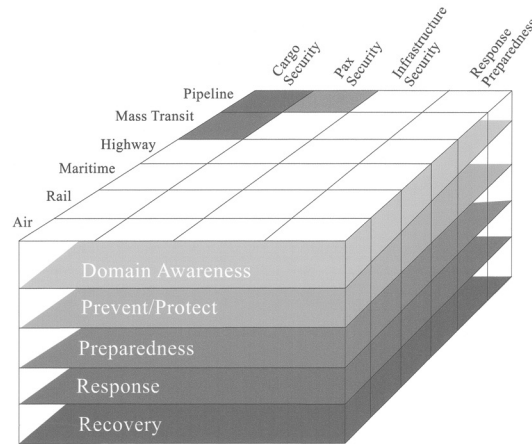 Cargo
Security
Pax
Security
Infrastructure
Security
Response
Preparedness
Pipeline
Mass Transit
Highway
Maritime
Rail
Air
Domain Awareness
Prevent/Protect
Preparedness
Response
Recovery